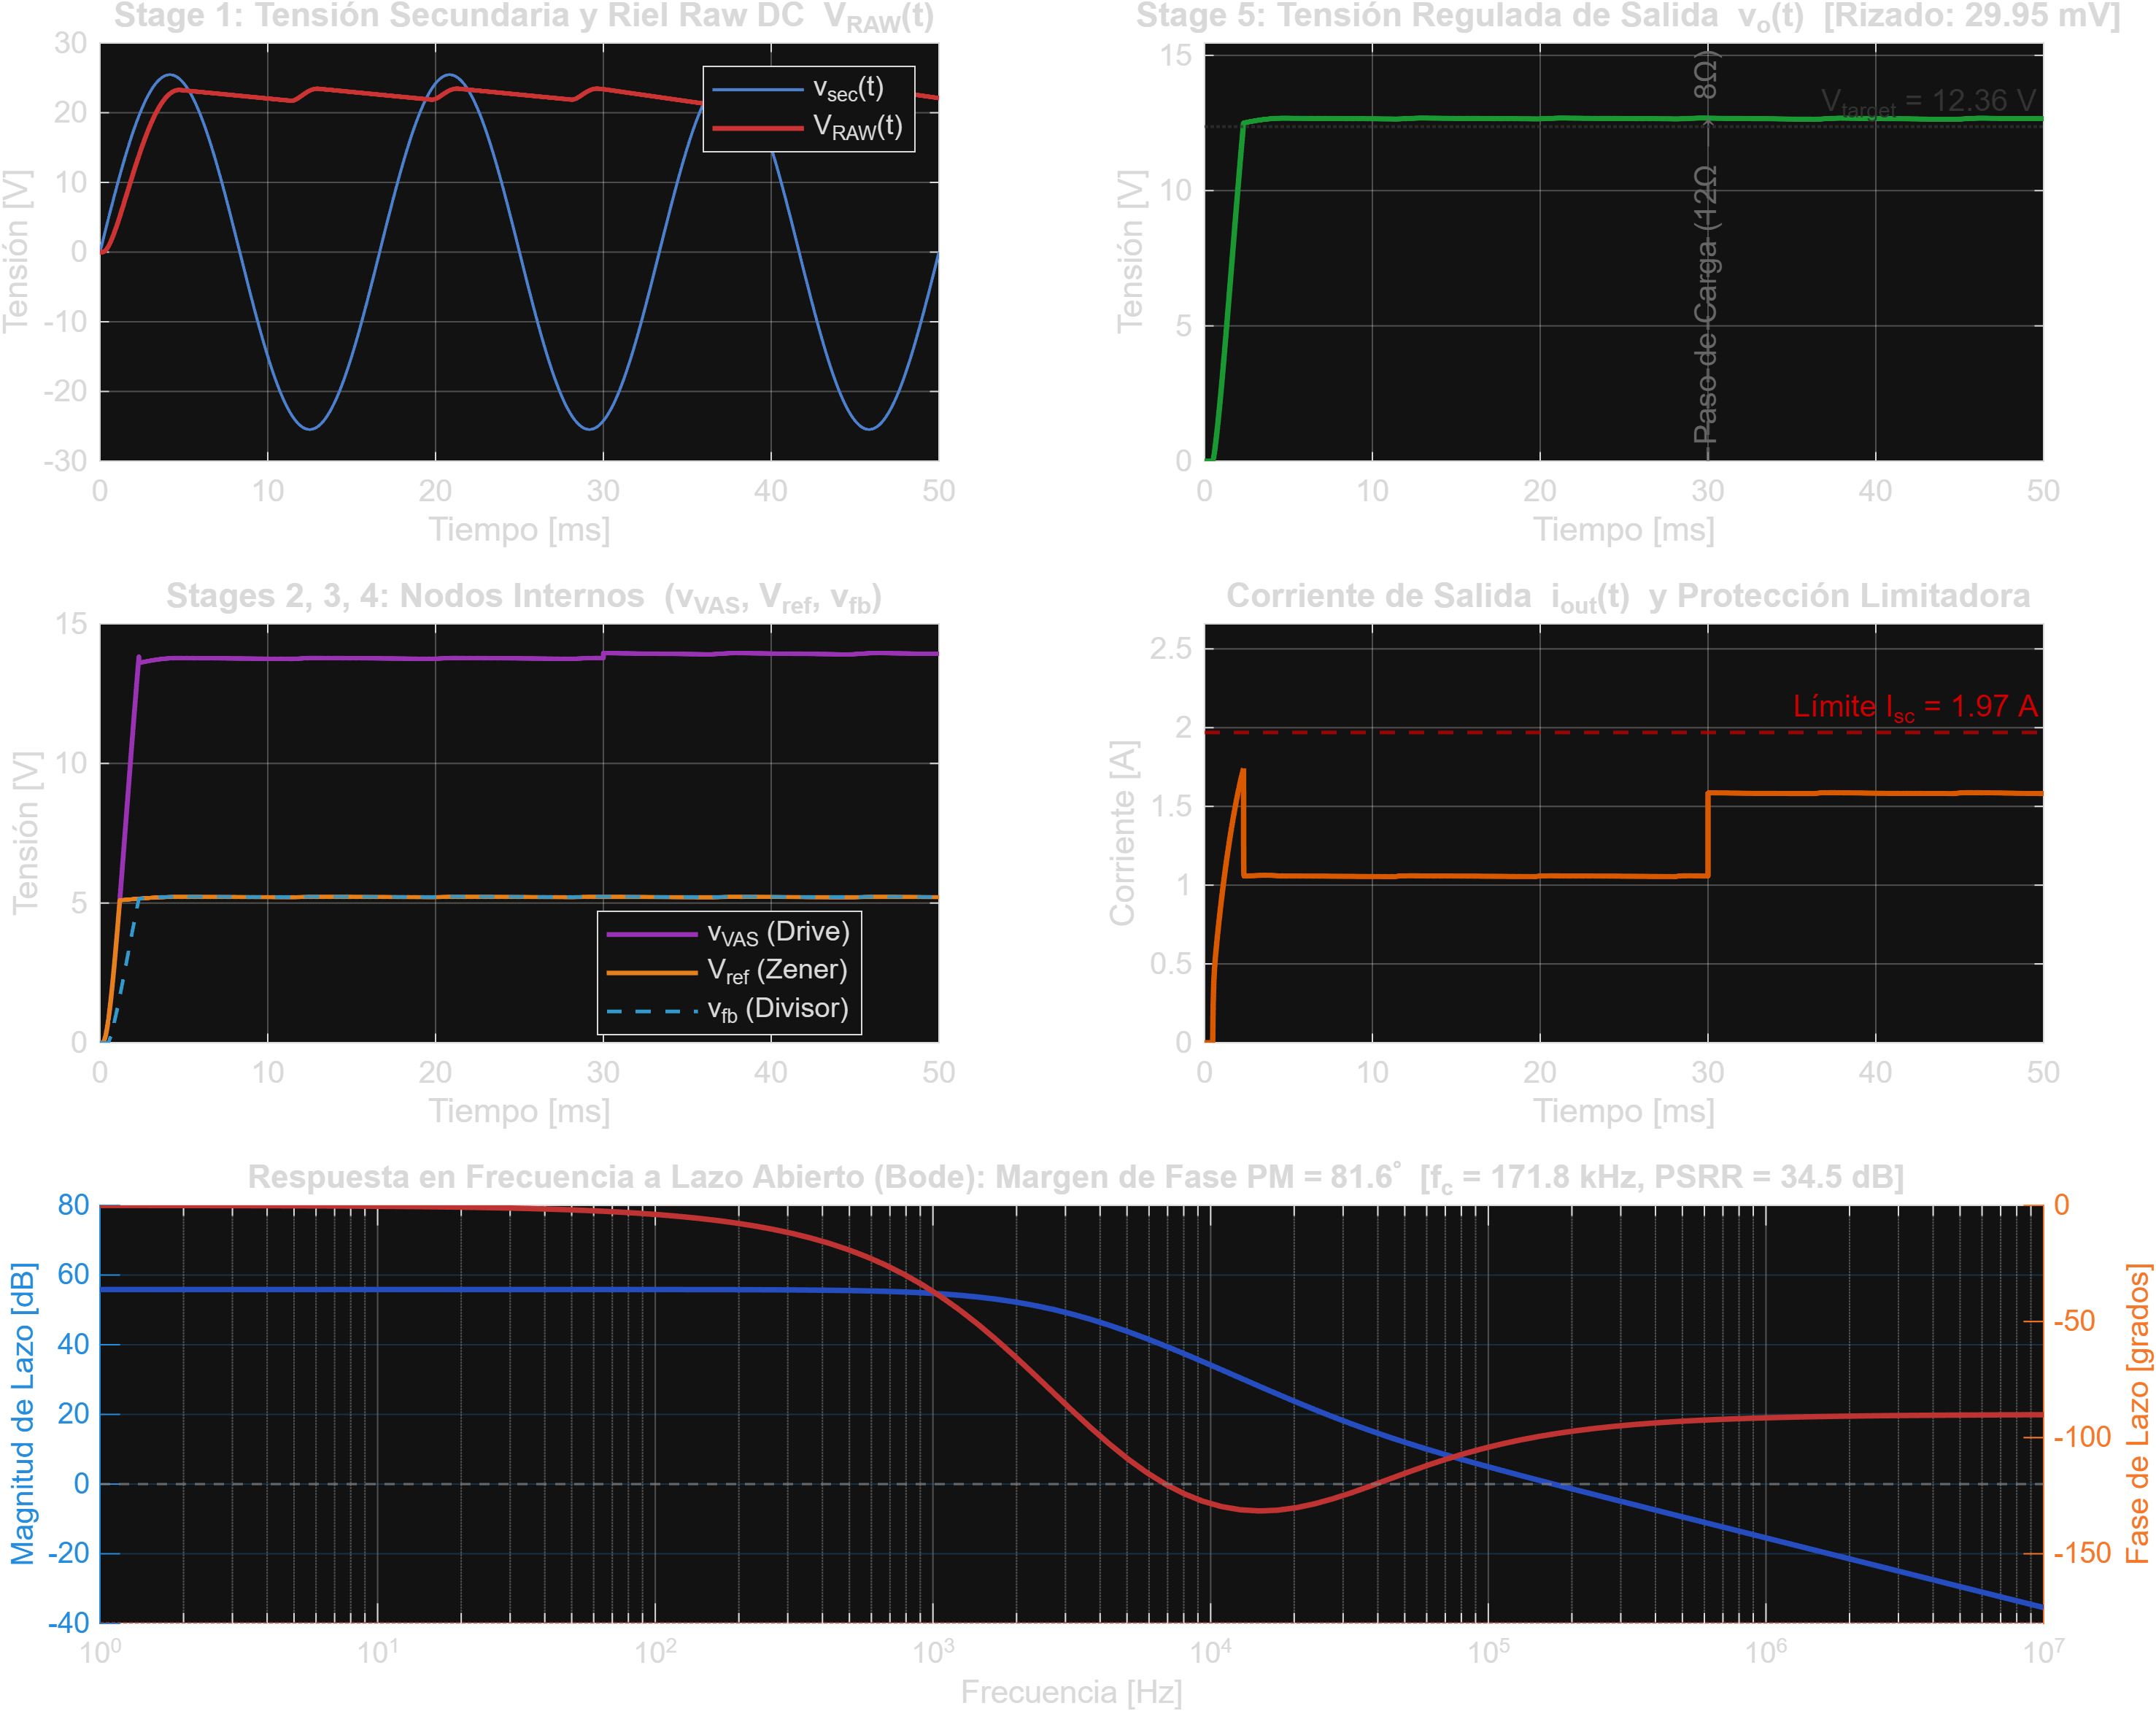 Stage 1: Tensión Secundaria y Riel Raw DC V_RAW(t)
30
20
10
0
-10
-20
-30
Tensión [V]
v_sec(t)
V_RAW(t)
0 10 20 30 40 50
Tiempo [ms]
Stage 5: Tensión Regulada de Salida v_o(t) [Rizado: 29.95 mV]
15
10
5
0
Tensión [V]
V_target = 12.36 V
Paso de Carga (12Ω 8Ω)
0 10 20 30 40 50
Tiempo [ms]
Stages 2, 3, 4: Nodos Internos (v_VAS, V_ref, v_fb)
15
10
5
0
Tensión [V]
v_VAS (Drive)
V_ref (Zener)
v_fb (Divisor)
0 10 20 30 40 50
Tiempo [ms]
Corriente de Salida i_out(t) y Protección Limitadora
2.5
2
1.5
1
0.5
0
Corriente [A]
Límite I_sc = 1.97 A
0 10 20 30 40 50
Tiempo [ms]
Respuesta en Frecuencia a Lazo Abierto (Bode): Margen de Fase PM = 81.6° [f_c = 171.8 kHz, PSRR = 34.5 dB]
80
60
40
20
0
-20
-40
Magnitud de Lazo [dB]
0
-50
-100
-150
Fase de Lazo [grados]
10^0 10^1 10^2 10^3 10^4 10^5 10^6 10^7
Frecuencia [Hz]